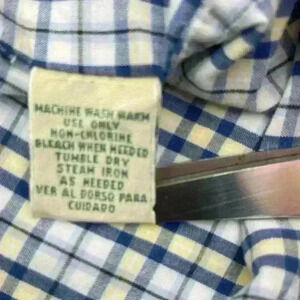 MACHINE WASH WARM
USE ONLY
NON-CHLORINE
BLEACH WHEN NEEDED
TUMBLE DRY
STEAM IRON
AS NEEDED
VER AL DORSO PARA
CUIDADO